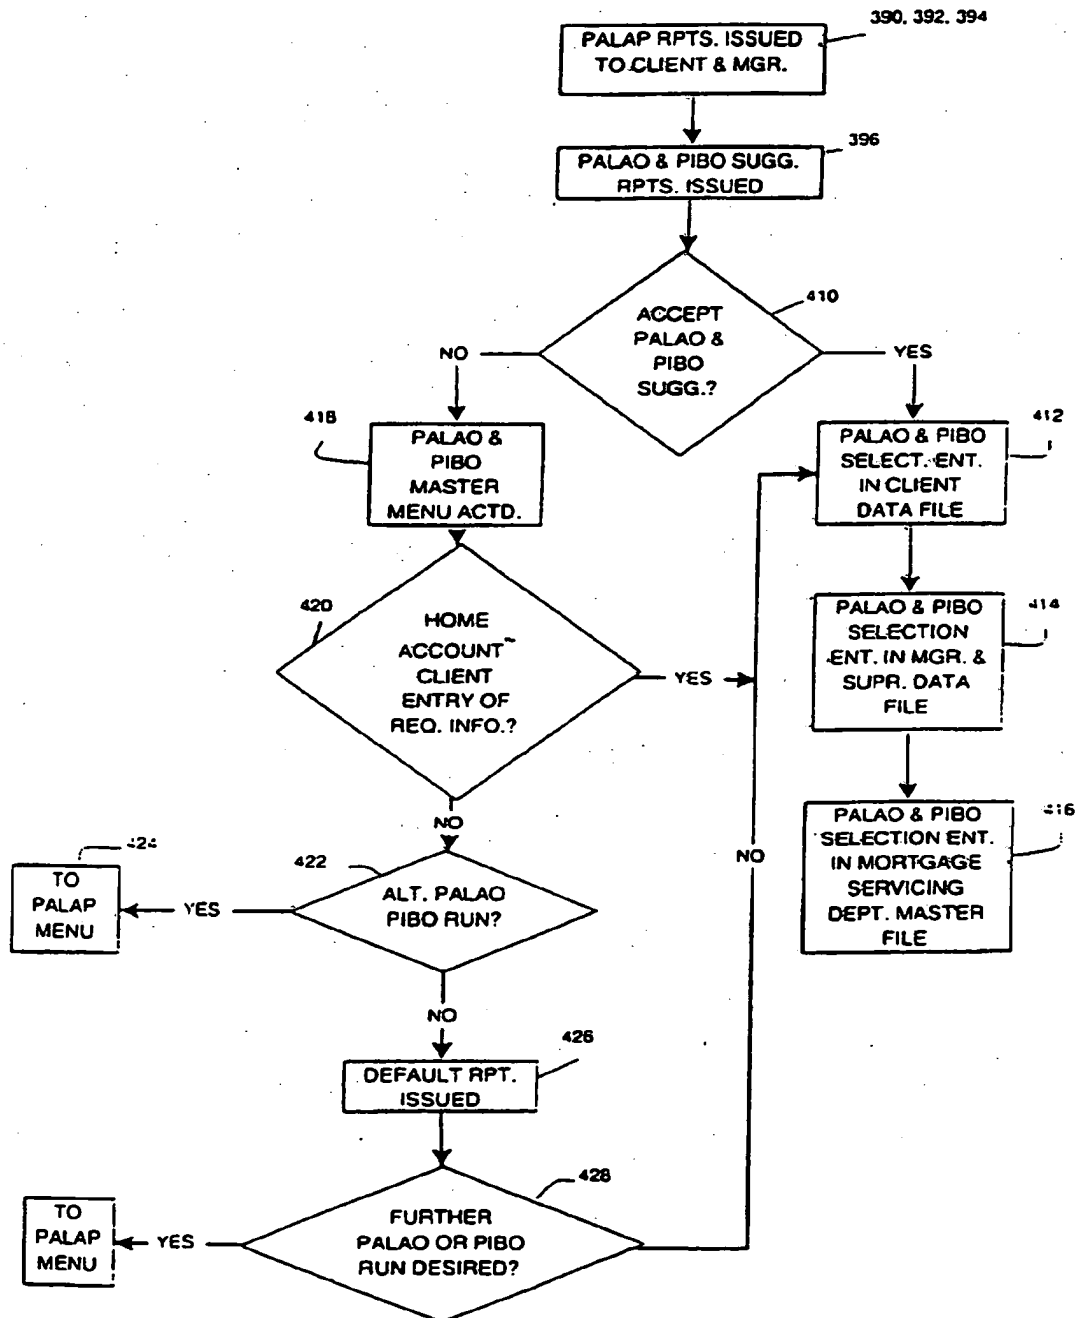 390, 392, 394
PALAP RPTS. ISSUED
TO CLIENT & MGR.
396
PALAO & PIBO SUGG.
RPTS. ISSUED
410
ACCEPT
PALAO &
PIBO
SUGG.?
NO
YES
418
PALAO &
PIBO
MASTER
MENU ACTD.
412
PALAO & PIBO
SELECT. ENT.
IN CLIENT
DATA FILE
420
HOME
ACCOUNT
CLIENT
ENTRY OF
REQ. INFO.?
YES
414
PALAO & PIBO
SELECTION
ENT. IN MGR. &
SUPR. DATA
FILE
NO
416
PALAO & PIBO
SELECTION ENT.
IN MORTGAGE
SERVICING
DEPT. MASTER
FILE
424
TO
PALAP
MENU
YES
422
ALT. PALAO
PIBO RUN?
NO
NO
426
DEFAULT RPT.
ISSUED
428
FURTHER
PALAO OR PIBO
RUN DESIRED?
YES
TO
PALAP
MENU